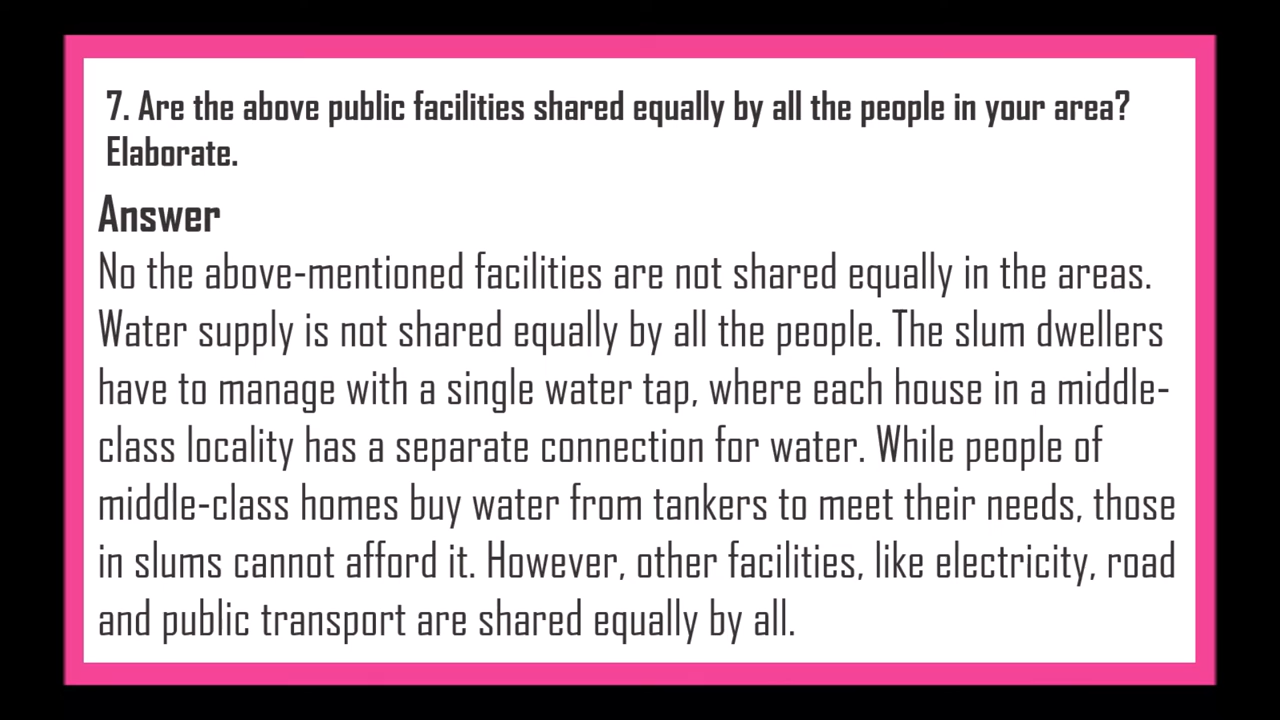 7. Are the above public facilities shared equally by all the people in your area?
Elaborate.
Answer
No the above-mentioned facilities are not shared equally in the areas.
Water supply is not shared equally by all the people. The slum dwellers
have to manage with a single water tap, where each house in a middle-
class locality has a separate connection for water. While people of
middle-class homes buy water from tankers to meet their needs, those
in slums cannot afford it. However, other facilities, like electricity, road
and public transport are shared equally by all.